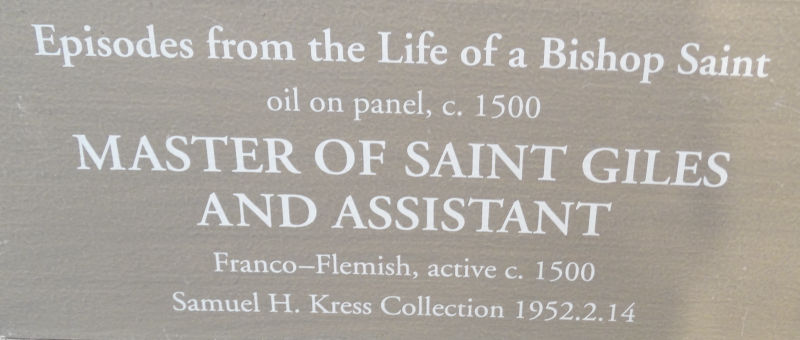 Episodes from the Life of a Bishop Saint
oil on panel, c. 1500
MASTER OF SAINT GILES
AND ASSISTANT
Franco–Flemish, active c. 1500
Samuel H. Kress Collection 1952.2.14